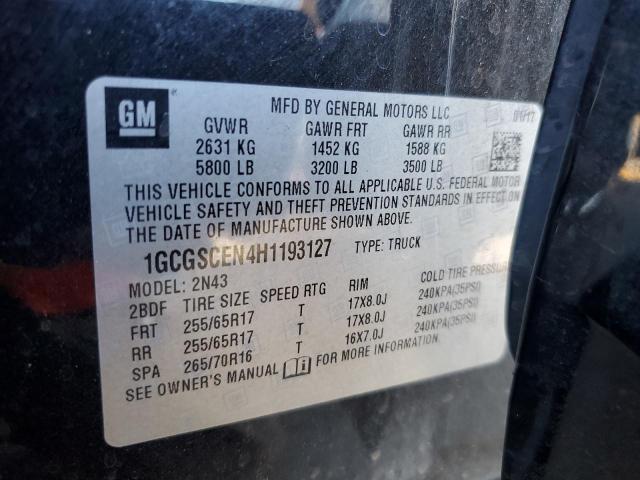 GM
MFD BY GENERAL MOTORS LLC
GVWR GAWR FRT GAWR RR
2631 KG 1452 KG 1588 KG
5800 LB 3200 LB 3500 LB
THIS VEHICLE CONFORMS TO ALL APPLICABLE U.S. FEDERAL MOTOR
VEHICLE SAFETY AND THEFT PREVENTION STANDARDS IN EFFECT ON
THE DATE OF MANUFACTURE SHOWN ABOVE.
1GCGSCEN4H1193127 TYPE: TRUCK
MODEL: 2N43
2BDF TIRE SIZE SPEED RTG RIM COLD TIRE PRESSURE
FRT 255/65R17 T 17X8.0J 240KPA(35PSI)
RR 255/65R17 T 17X8.0J 240KPA(35PSI)
SPA 265/70R16 T 16X7.0J 240KPA(35PSI)
SEE OWNER'S MANUAL FOR MORE INFORMATION.